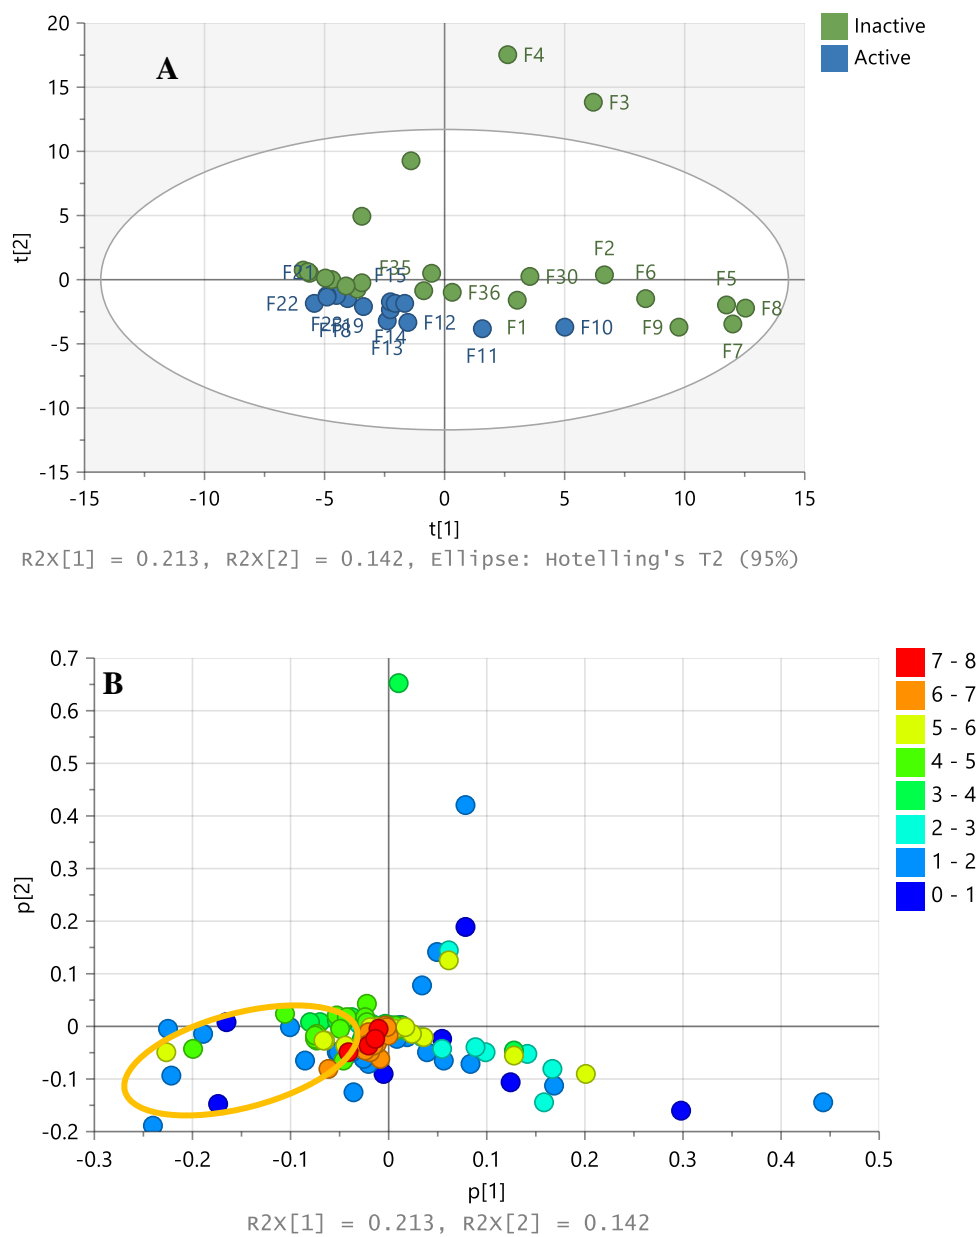 20
15
10
5
0
-5
-10
-15
t[2]
A
F4
F3
F2
F35
F15
F21
F30
F6
F5
F36
F8
F22
F1
F12
F10
F9
F18
F14
F11
F13
F7
-15
-10
-5
0
5
10
15
t[1]
Inactive
Active
R2X[1] = 0.213, R2X[2] = 0.142, Ellipse: Hotelling's T2 (95%)
0.7
0.6
0.5
0.4
0.3
0.2
0.1
0
-0.1
-0.2
p[2]
B
-0.3
-0.2
-0.1
0
0.1
0.2
0.3
0.4
0.5
p[1]
7 - 8
6 - 7
5 - 6
4 - 5
3 - 4
2 - 3
1 - 2
0 - 1
R2X[1] = 0.213, R2X[2] = 0.142